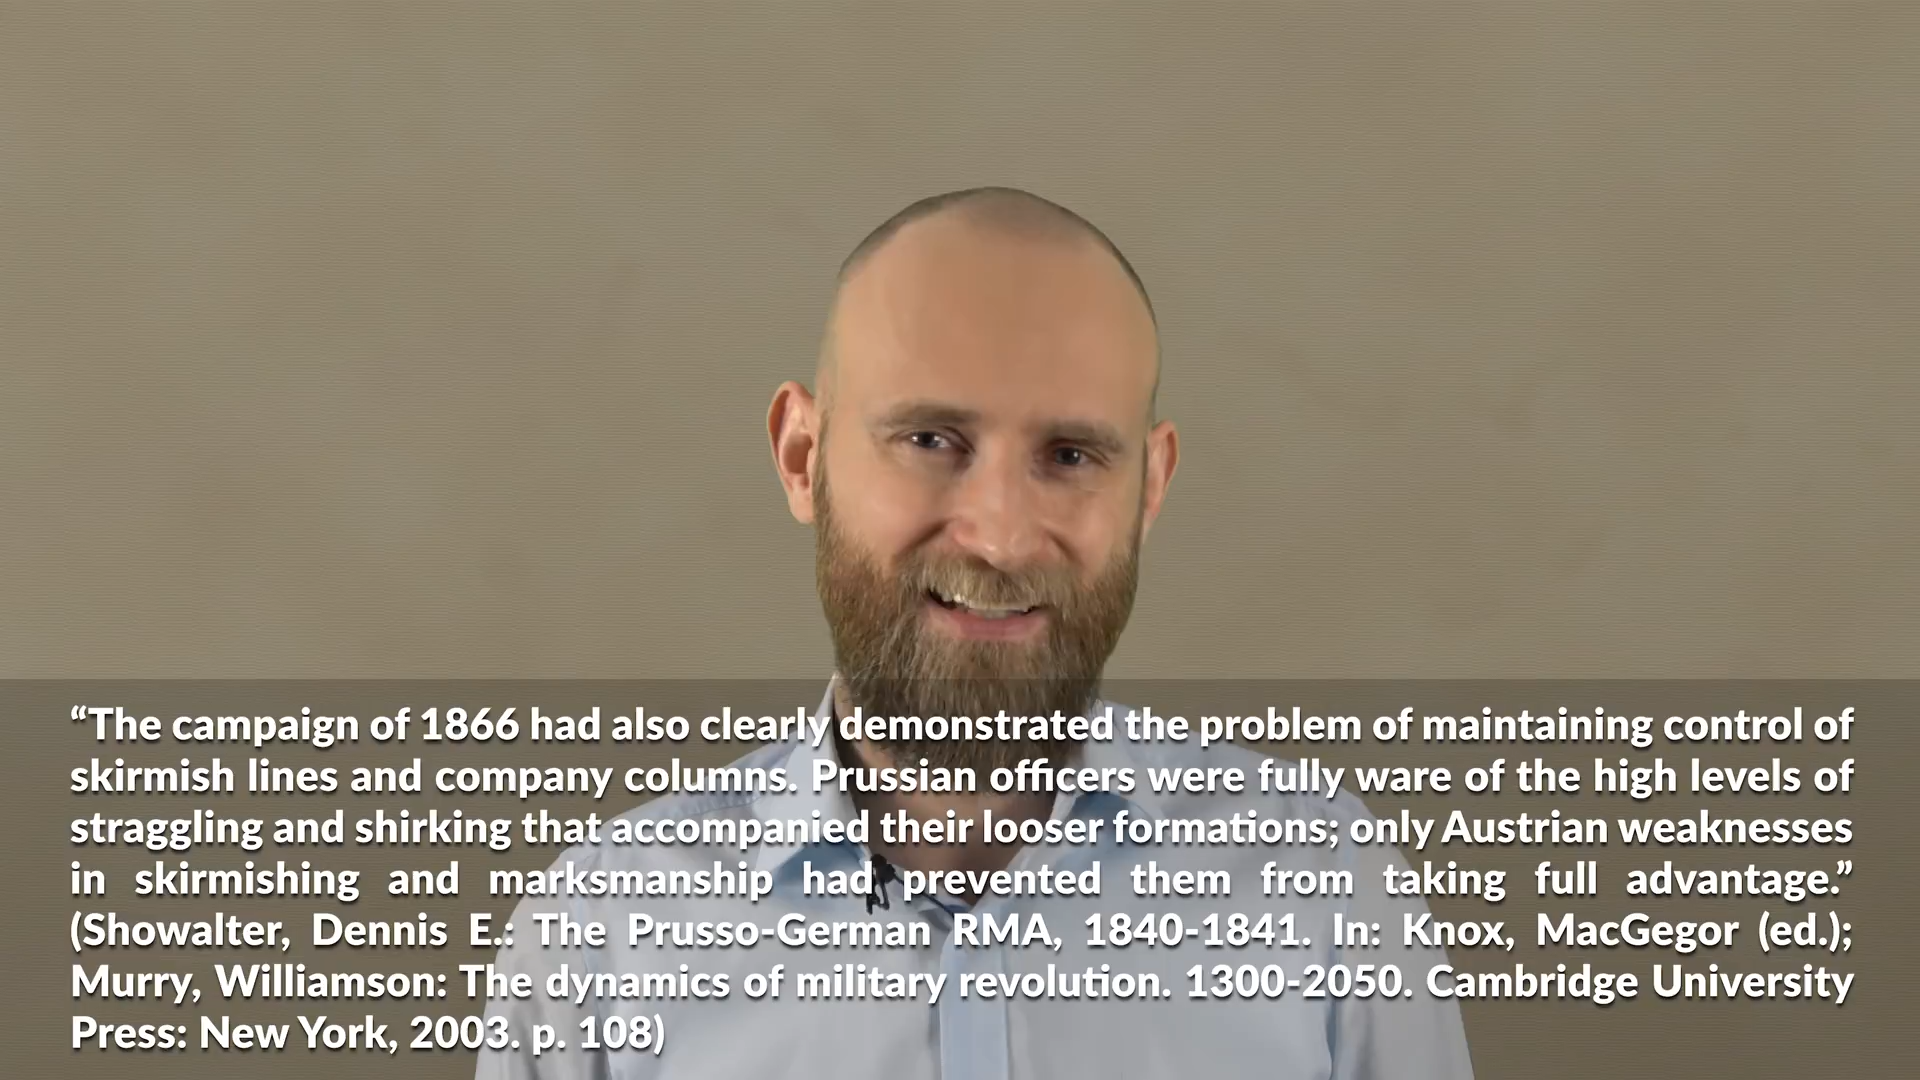 “The campaign of 1866 had also clearly demonstrated the problem of maintaining control of
skirmish lines and company columns. Prussian officers were fully ware of the high levels of
straggling and shirking that accompanied their looser formations; only Austrian weaknesses
in skirmishing and marksmanship had prevented them from taking full advantage.”
(Showalter, Dennis E.: The Prusso-German RMA, 1840-1841. In: Knox, MacGegor (ed.);
Murry, Williamson: The dynamics of military revolution. 1300-2050. Cambridge University
Press: New York, 2003. p. 108)